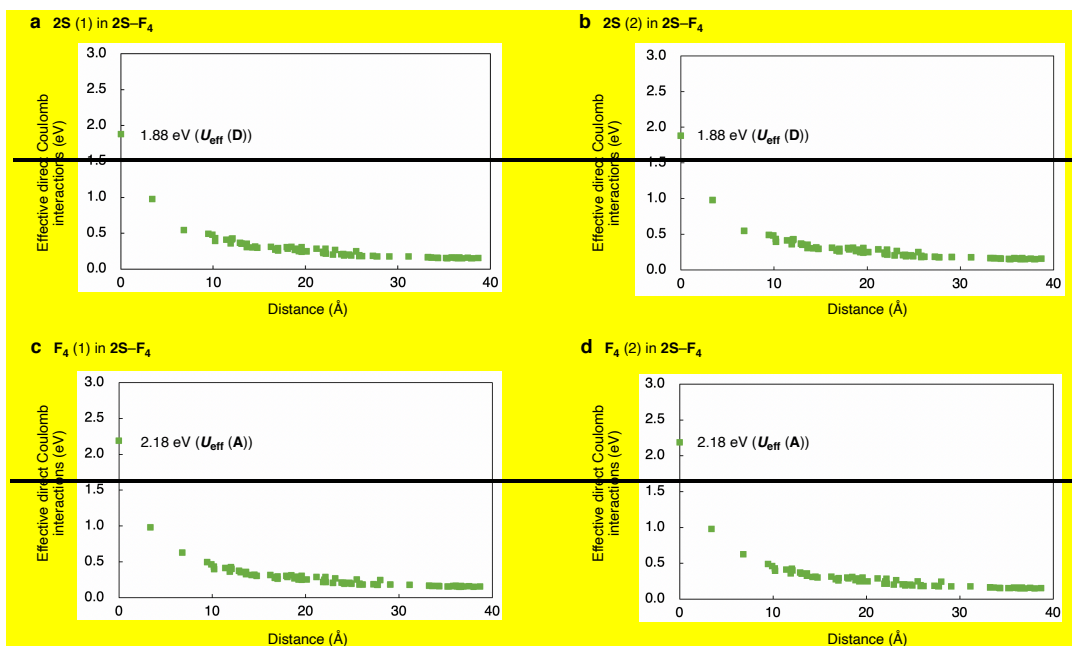 a 2S (1) in 2S–F4
3.0
2.5
2.0
1.5
1.0
0.5
0.0
Effective direct Coulomb
interactions (eV)
1.88 eV (Ueff (D))
0 10 20 30 40
Distance (Å)
b 2S (2) in 2S–F4
3.0
2.5
2.0
1.5
1.0
0.5
0.0
Effective direct Coulomb
interactions (eV)
1.88 eV (Ueff (D))
0 10 20 30 40
Distance (Å)
c F4 (1) in 2S–F4
3.0
2.5
2.0
1.5
1.0
0.5
0.0
Effective direct Coulomb
interactions (eV)
2.18 eV (Ueff (A))
0 10 20 30 40
Distance (Å)
d F4 (2) in 2S–F4
3.0
2.5
2.0
1.5
1.0
0.5
0.0
Effective direct Coulomb
interactions (eV)
2.18 eV (Ueff (A))
0 10 20 30 40
Distance (Å)